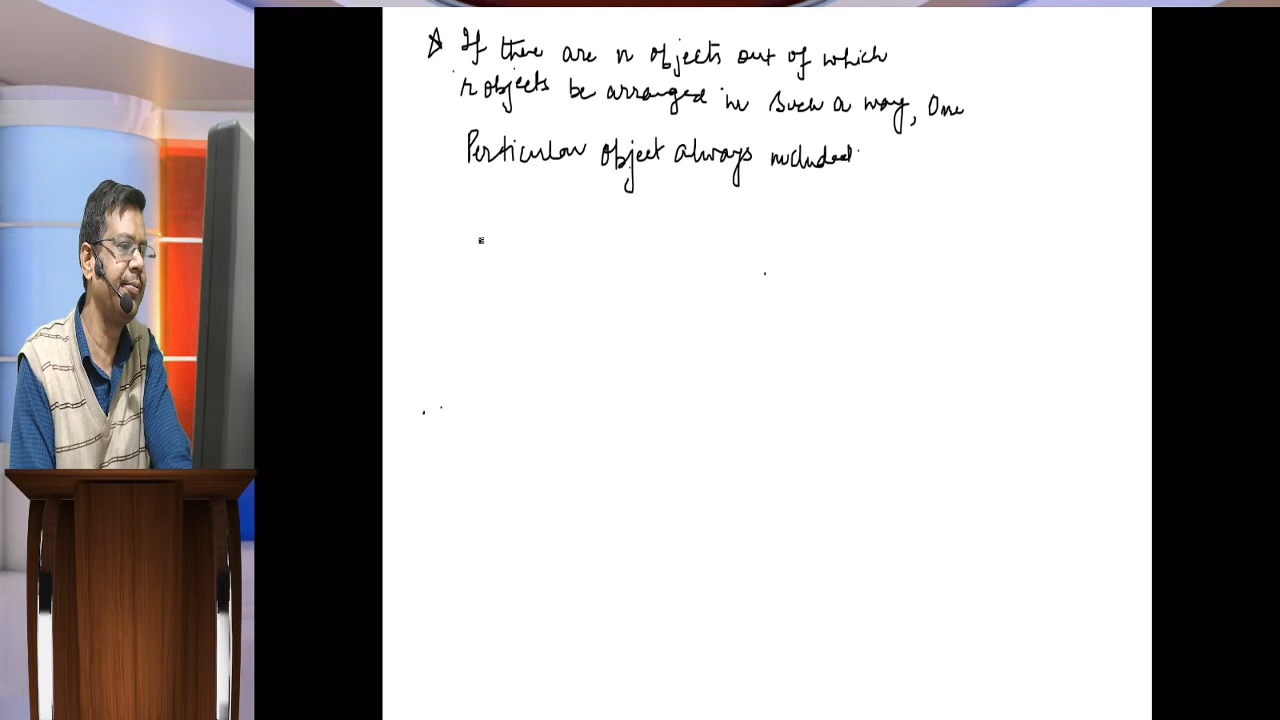 ☆ If there are n objects out of which
r objects be arranged in such a way, One
Perticular object always included.